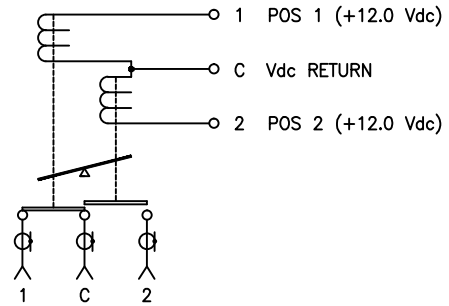 1 POS 1 (+12.0 Vdc)
C Vdc RETURN
2 POS 2 (+12.0 Vdc)
1 C 2